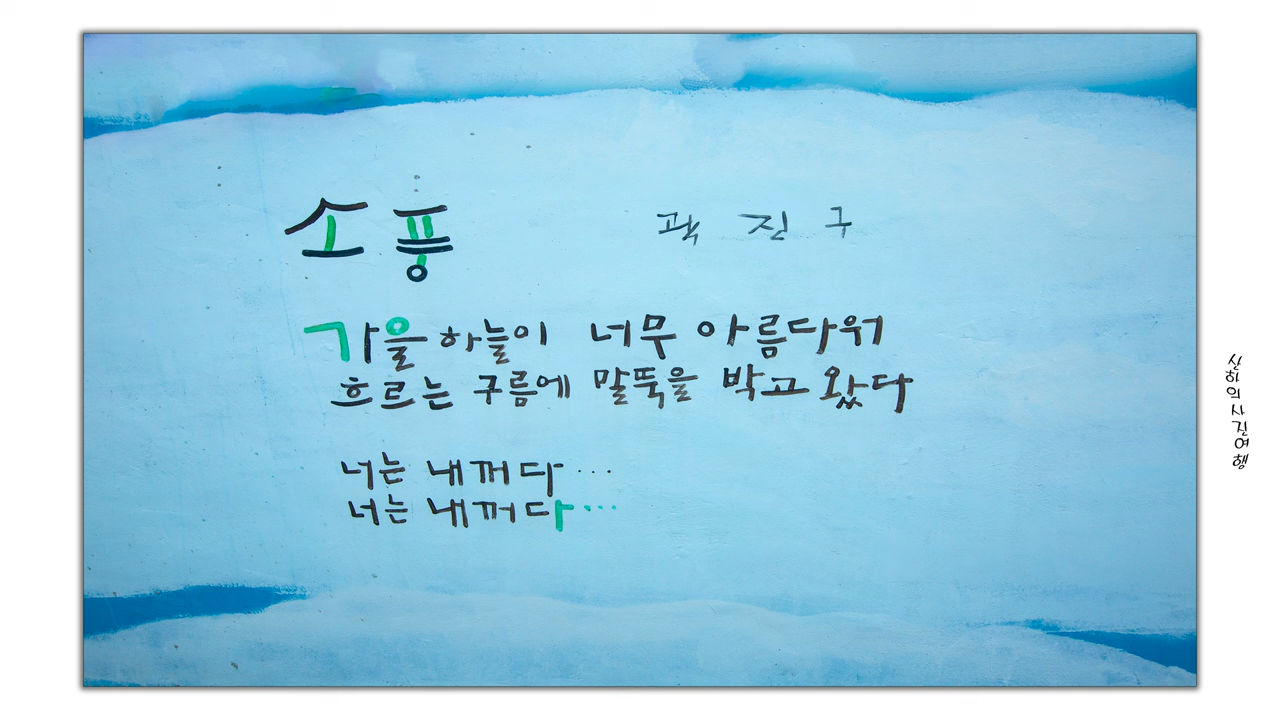 소풍 곽진구
가을 하늘이 너무 아름다워
흐르는 구름에 말뚝을 박고 왔다
너는 내꺼다...
너는 내꺼다...
산하의사진여행